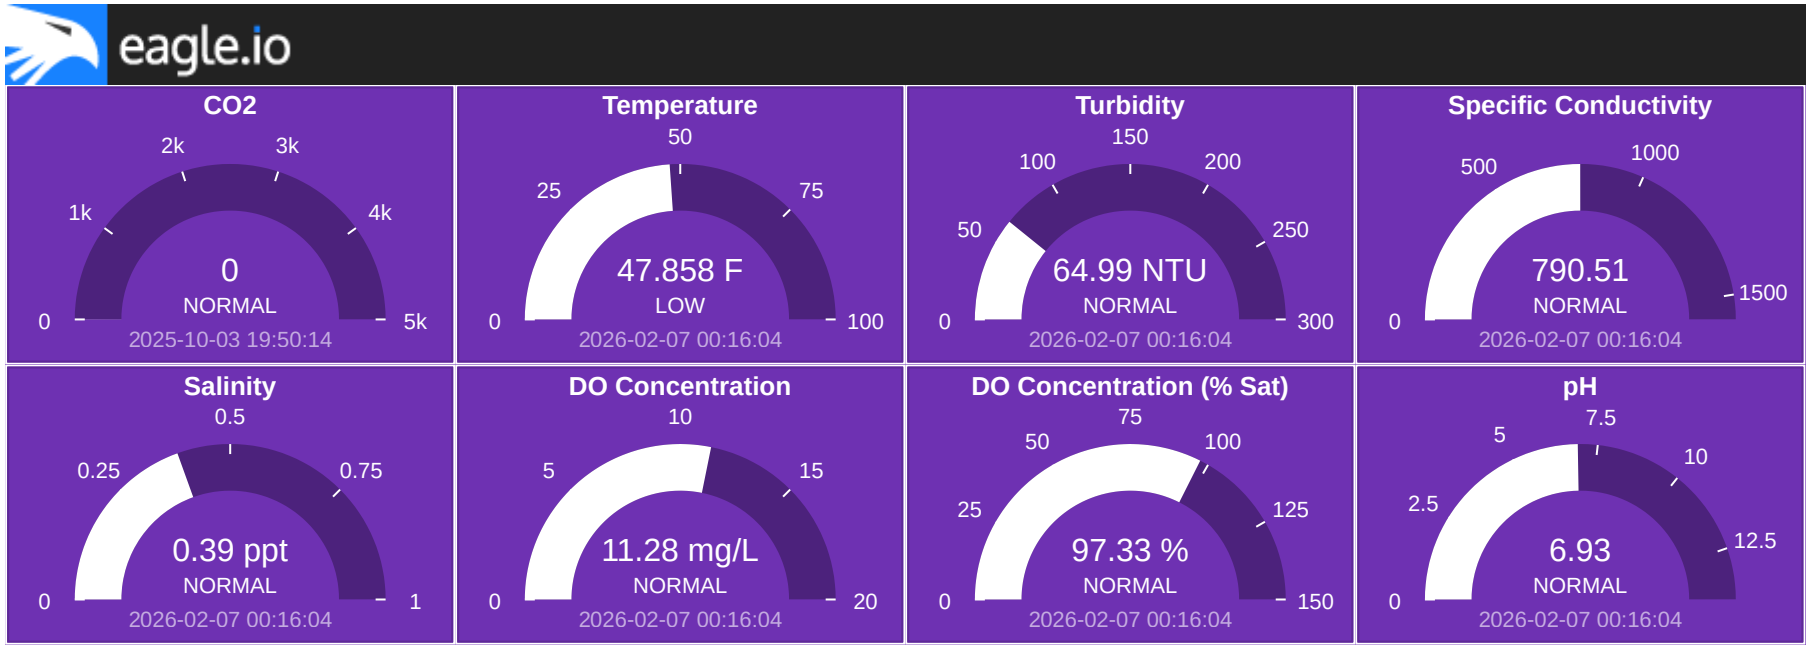 eagle.io
CO2
2k
3k
1k
4k
0
5k
0
NORMAL
2025-10-03 19:50:14
Temperature
50
25
75
0
100
47.858 F
LOW
2026-02-07 00:16:04
Turbidity
150
100
200
50
250
0
300
64.99 NTU
NORMAL
2026-02-07 00:16:04
Specific Conductivity
500
1000
0
1500
790.51
NORMAL
2026-02-07 00:16:04
Salinity
0.5
0.25
0.75
0
1
0.39 ppt
NORMAL
2026-02-07 00:16:04
DO Concentration
10
5
15
0
20
11.28 mg/L
NORMAL
2026-02-07 00:16:04
DO Concentration (% Sat)
75
50
100
25
125
0
150
97.33 %
NORMAL
2026-02-07 00:16:04
pH
7.5
5
10
2.5
12.5
0
6.93
NORMAL
2026-02-07 00:16:04